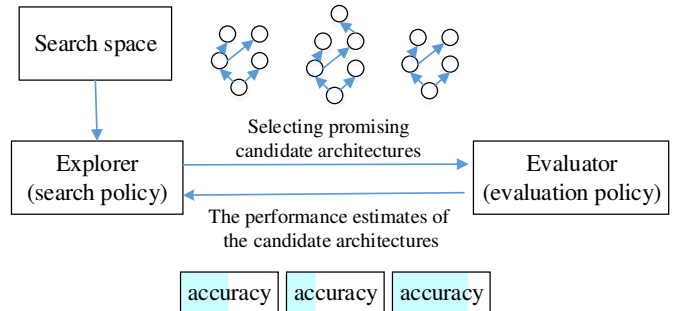 Search space
Selecting promising
candidate architectures
Explorer
(search policy)
Evaluator
(evaluation policy)
The performance estimates of
the candidate architectures
accuracy
accuracy
accuracy